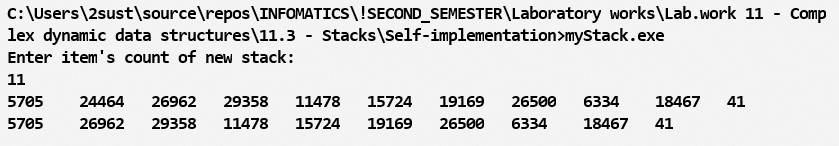 C:\Users\2sust\source\repos\INFOMATICS\!SECOND_SEMESTER\Laboratory works\Lab.work 11 - Comp
lex dynamic data structures\11.3 - Stacks\Self-implementation>myStack.exe
Enter item's count of new stack:
11
5705 24464 26962 29358 11478 15724 19169 26500 6334 18467 41
5705 26962 29358 11478 15724 19169 26500 6334 18467 41